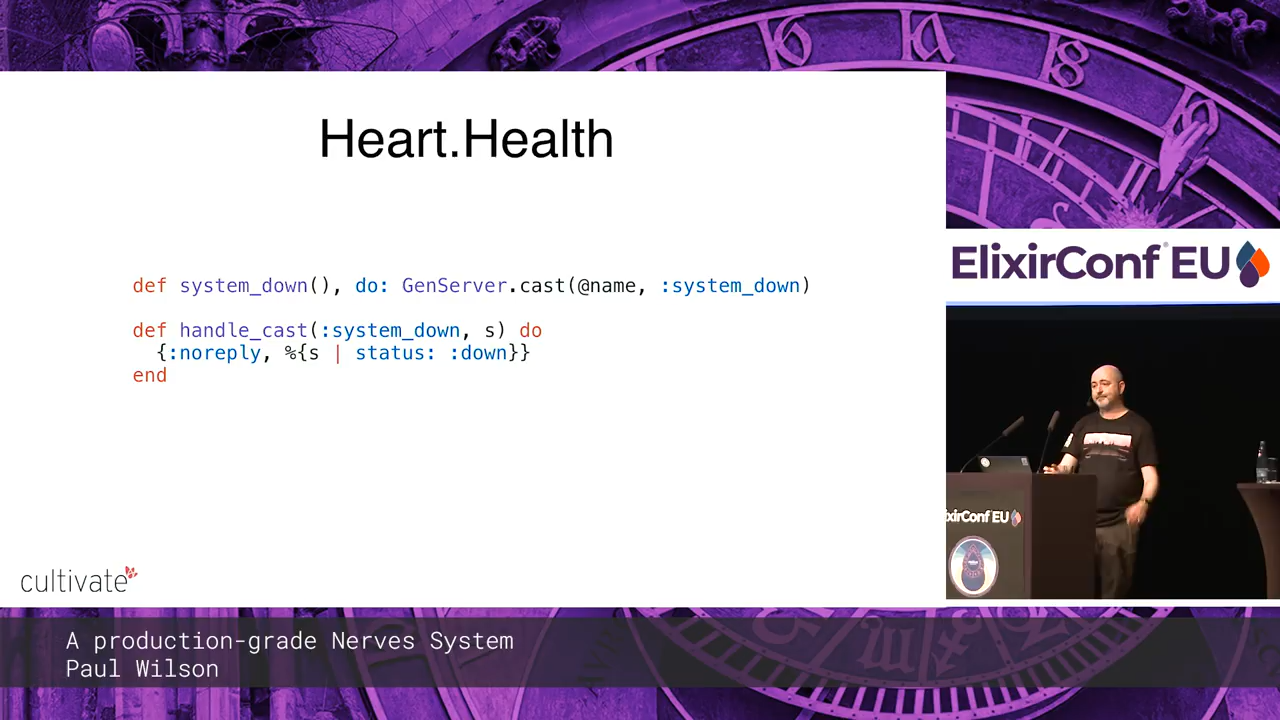 Heart.Health
def system_down(), do: GenServer.cast(@name, :system_down)
def handle_cast(:system_down, s) do
  {:noreply, %{s | status: :down}}
end
cultivate
ElixirConf EU
ixirConf EU
A production-grade Nerves System
Paul Wilson